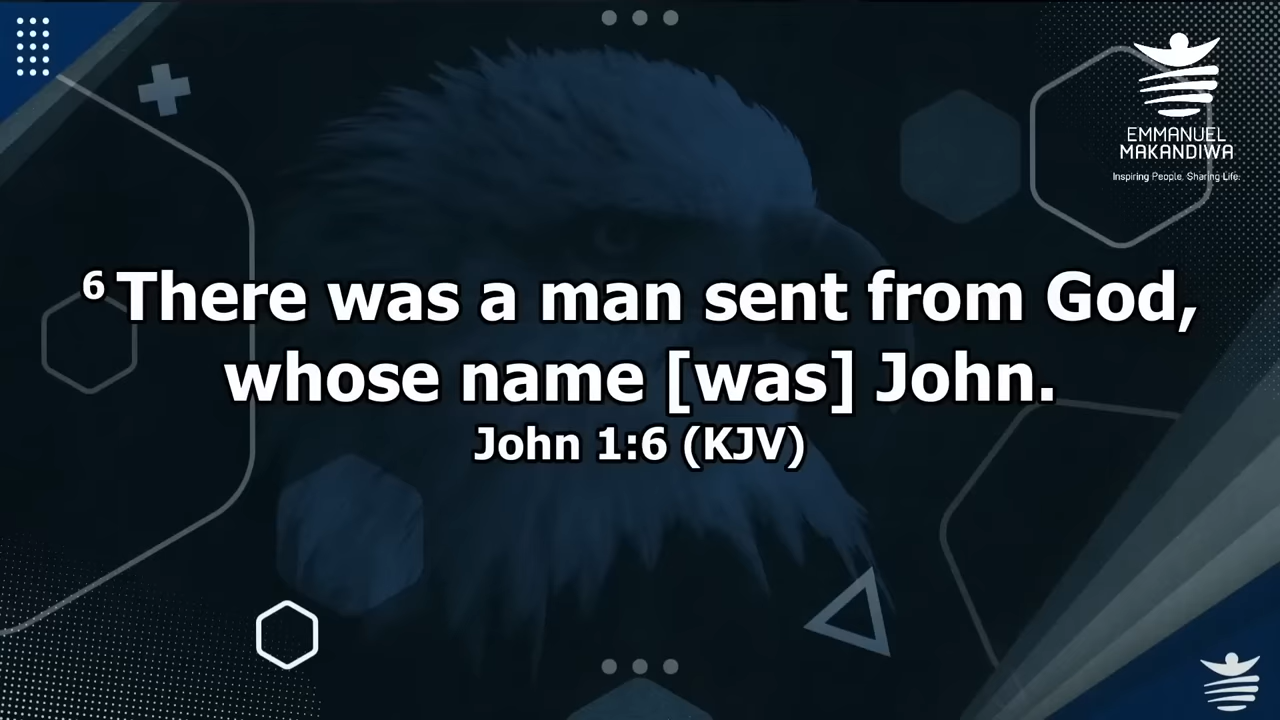 EMMANUEL
MAKANDIWA
Inspiring People. Sharing Life.
6 There was a man sent from God,
whose name [was] John.
John 1:6 (KJV)